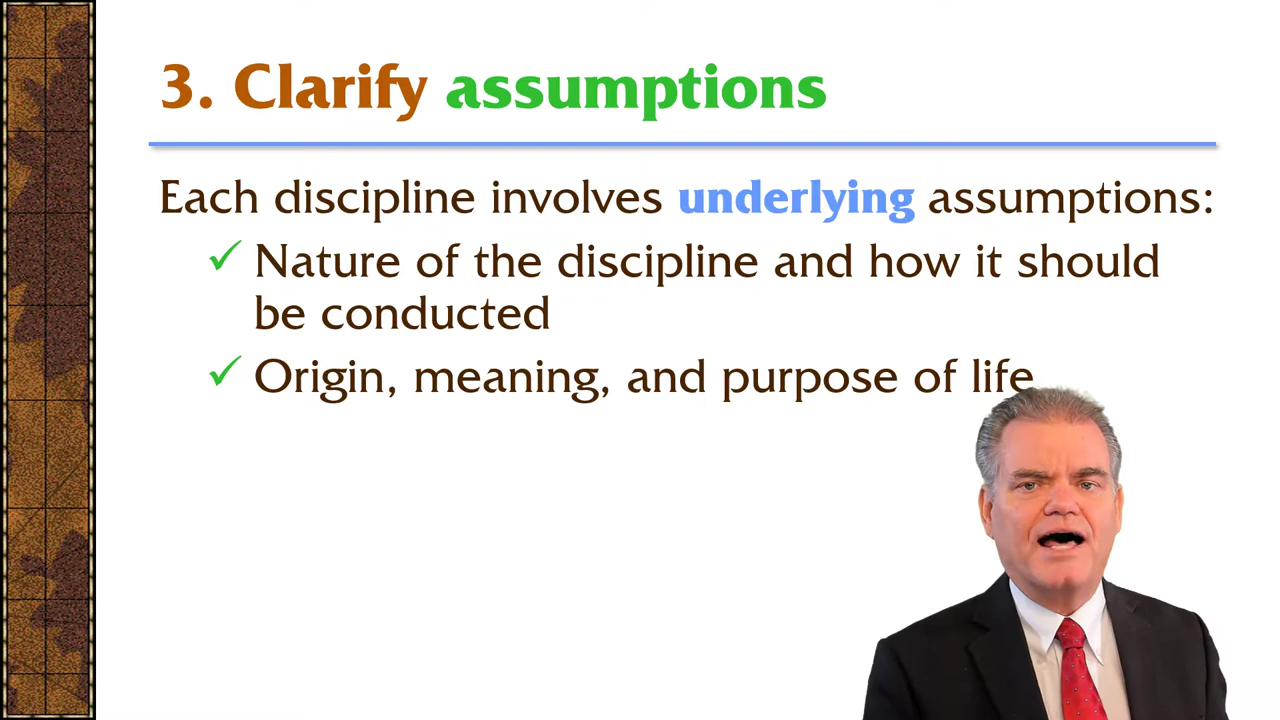 3. Clarify assumptions
Each discipline involves underlying assumptions:
✓ Nature of the discipline and how it should
be conducted
✓ Origin, meaning, and purpose of life